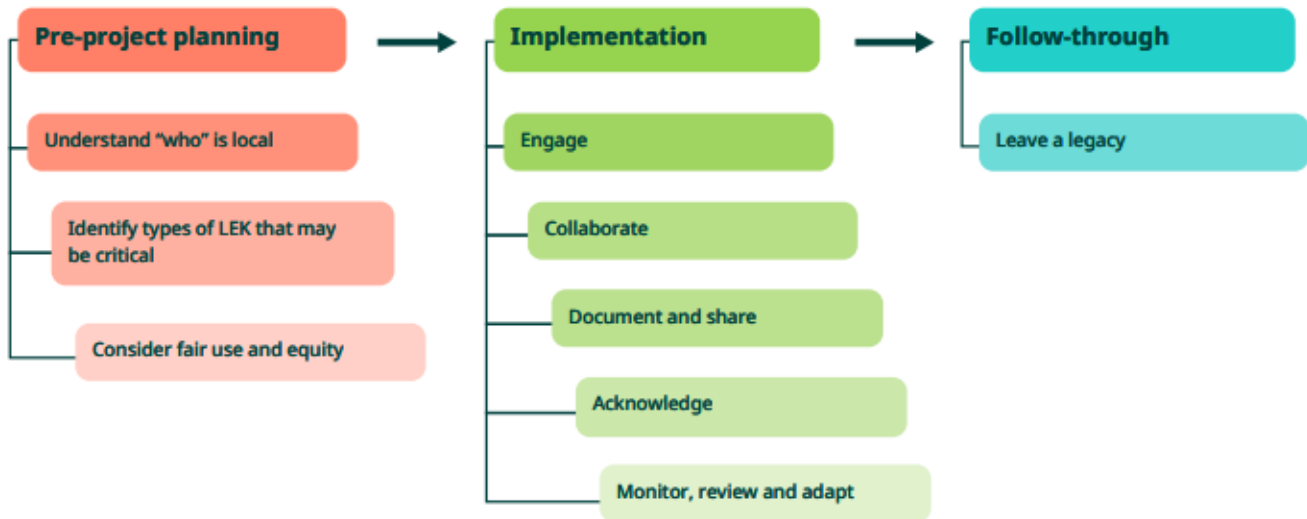 Pre-project planning
Understand “who” is local
Identify types of LEK that may
be critical
Consider fair use and equity
Implementation
Engage
Collaborate
Document and share
Acknowledge
Monitor, review and adapt
Follow-through
Leave a legacy